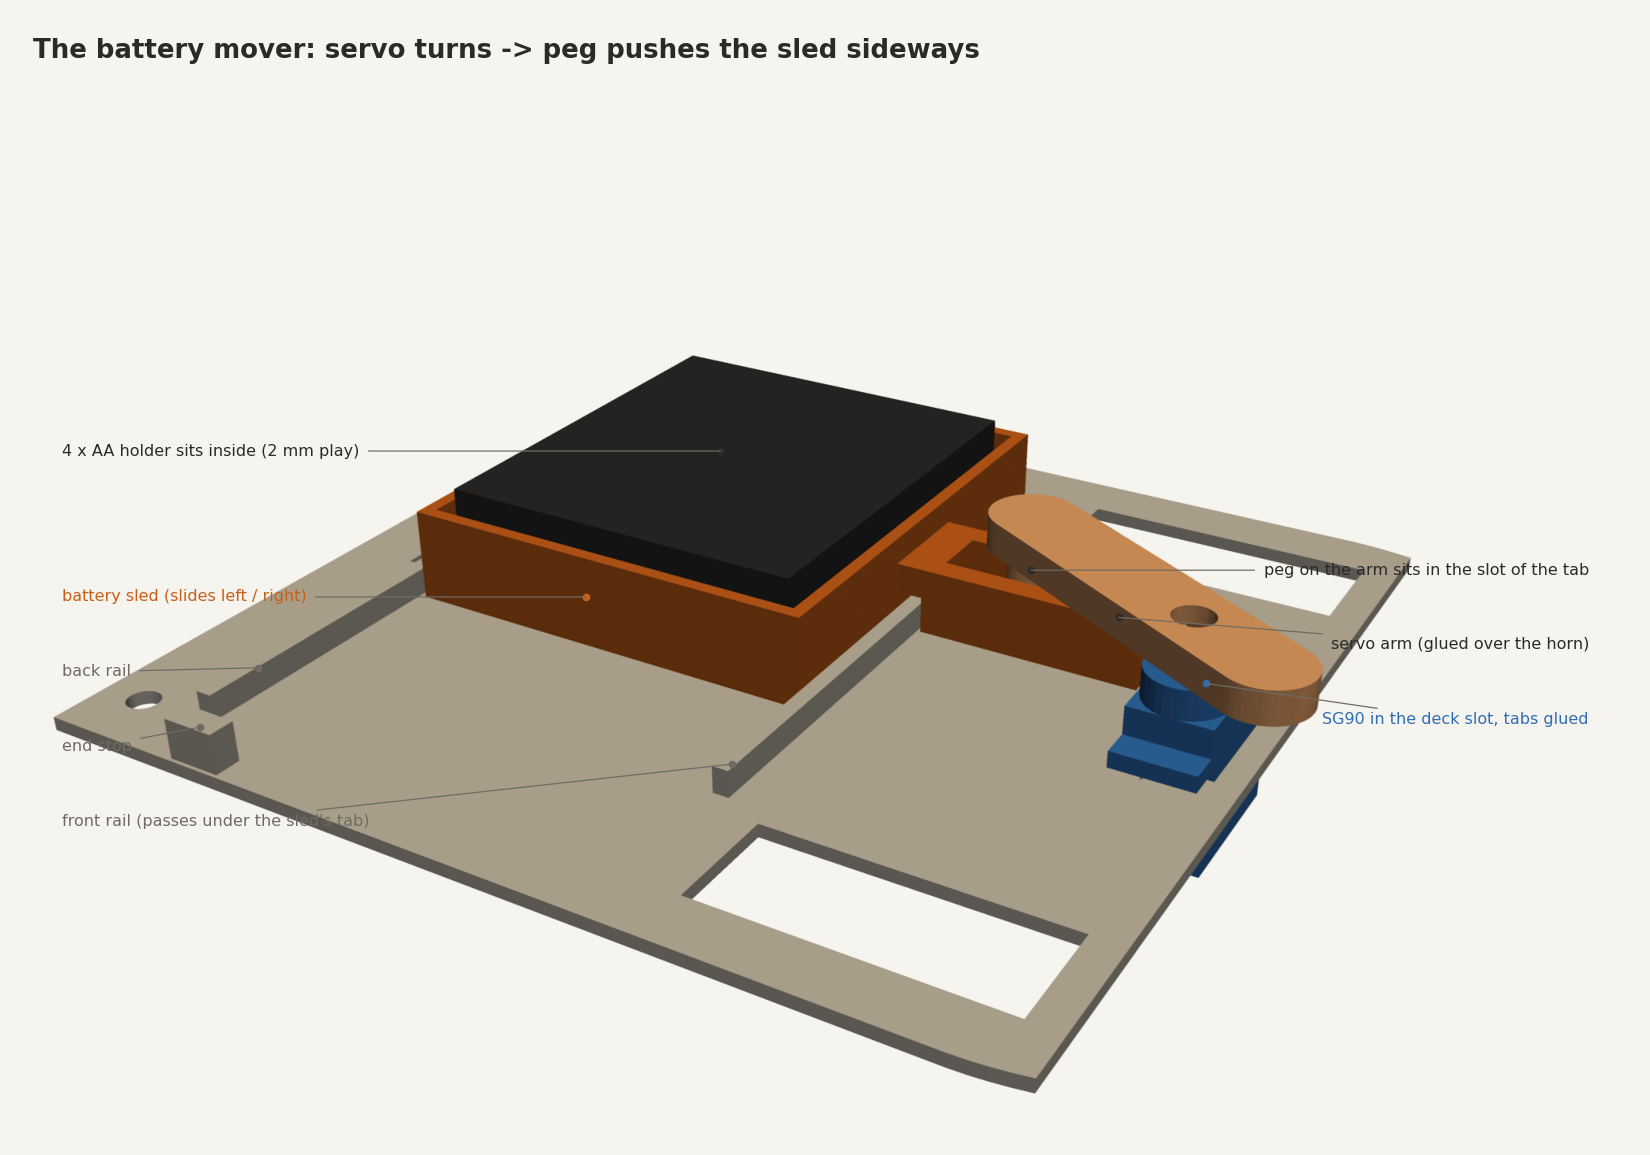 The battery mover: servo turns -> peg pushes the sled sideways
4 x AA holder sits inside (2 mm play)
peg on the arm sits in the slot of the tab
battery sled (slides left / right)
servo arm (glued over the horn)
back rail
SG90 in the deck slot, tabs glued
end stop
front rail (passes under the sled's tab)